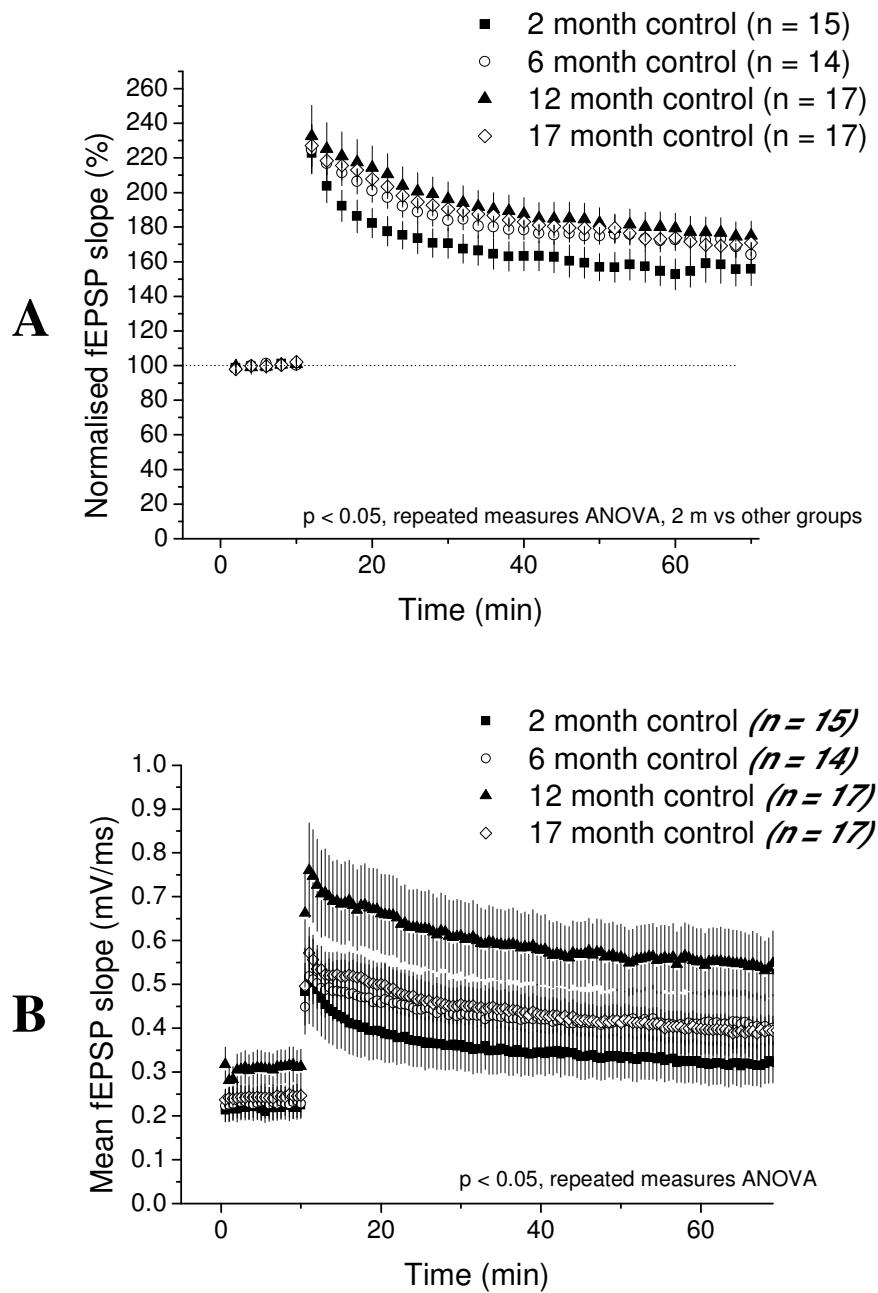 2 month control (n = 15)
6 month control (n = 14)
12 month control (n = 17)
17 month control (n = 17)
A
Normalised fEPSP slope (%)
260
240
220
200
180
160
140
120
100
80
60
40
20
0
p < 0.05, repeated measures ANOVA, 2 m vs other groups
0 20 40 60
Time (min)
2 month control (n = 15)
6 month control (n = 14)
12 month control (n = 17)
17 month control (n = 17)
B
Mean fEPSP slope (mV/ms)
1.0
0.9
0.8
0.7
0.6
0.5
0.4
0.3
0.2
0.1
0.0
p < 0.05, repeated measures ANOVA
0 20 40 60
Time (min)